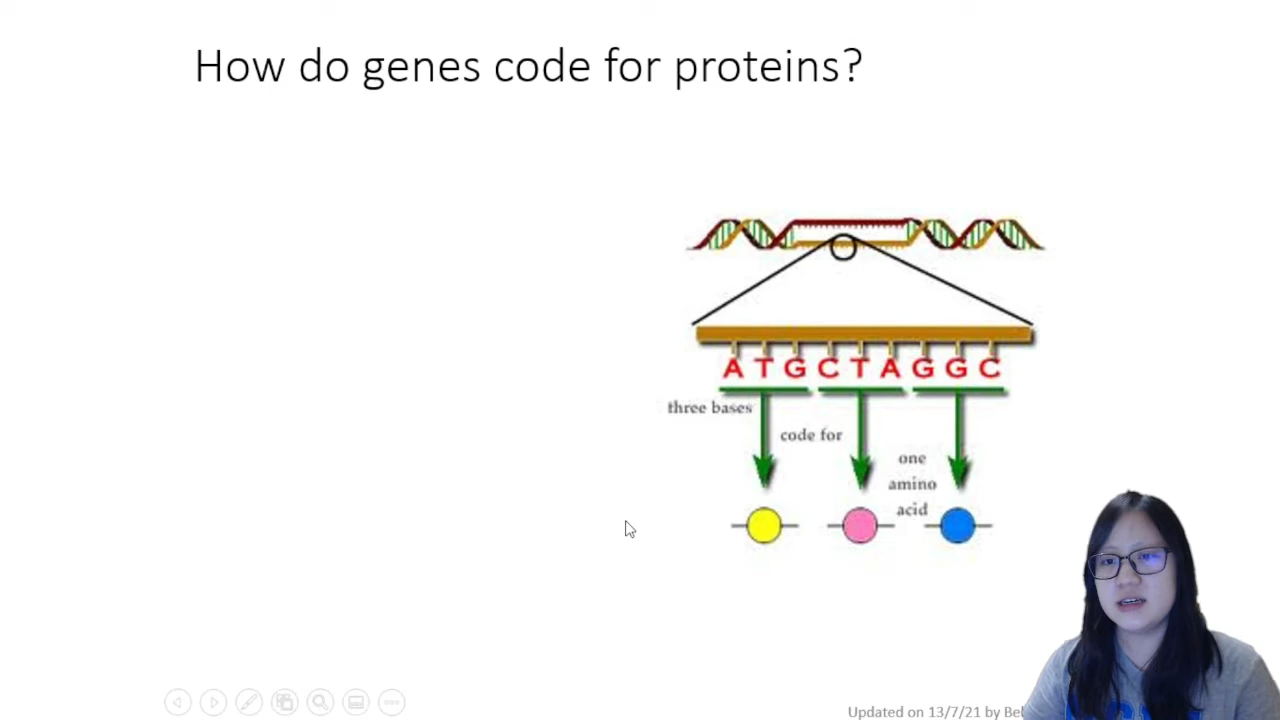 How do genes code for proteins?
A T G C T A G G C
three bases
code for
one
amino
acid
Updated on 13/7/21 by